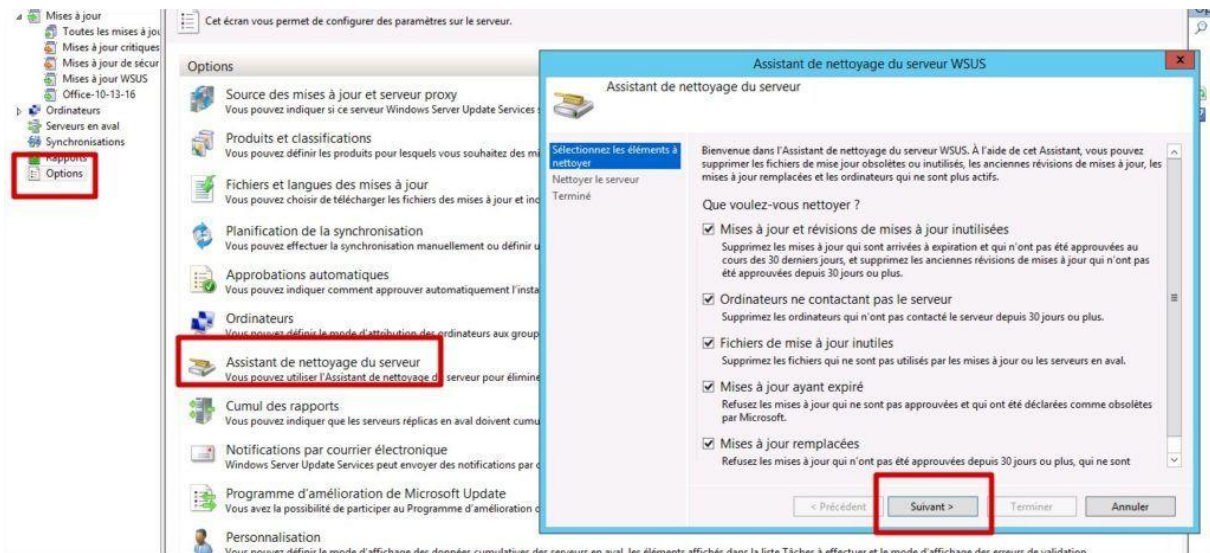 Mises à jour
Toutes les mises à jou
Mises à jour critiques
Mises à jour de sécur
Mises à jour WSUS
Office-10-13-16
Ordinateurs
Serveurs en aval
Synchronisations
Rapports
Options
Cet écran vous permet de configurer des paramètres sur le serveur.
Options
Source des mises à jour et serveur proxy
Vous pouvez indiquer si ce serveur Windows Server Update Services
Produits et classifications
Vous pouvez définir les produits pour lesquels vous souhaitez des mi
Fichiers et langues des mises à jour
Vous pouvez choisir de télécharger les fichiers des mises à jour et ind
Planification de la synchronisation
Vous pouvez effectuer la synchronisation manuellement ou définir u
Approbations automatiques
Vous pouvez indiquer comment approuver automatiquement l'insta
Ordinateurs
Vous pouvez définir le mode d'attribution des ordinateurs aux group
Assistant de nettoyage du serveur
Vous pouvez utiliser l'Assistant de nettoyage du serveur pour élimine
Cumul des rapports
Vous pouvez indiquer que les serveurs réplicas en aval doivent cumu
Notifications par courrier électronique
Windows Server Update Services peut envoyer des notifications par c
Programme d'amélioration de Microsoft Update
Vous avez la possibilité de participer au Programme d'amélioration d
Personnalisation
Vous pouvez définir le mode d'affichage des données cumulatives des serveurs en aval, les éléments affichés dans la liste Tâches à effectuer et le mode d'affichage des erreurs de validation
Assistant de nettoyage du serveur WSUS
x
Assistant de nettoyage du serveur
Sélectionnez les éléments à
nettoyer
Nettoyer le serveur
Terminé
Bienvenue dans l'Assistant de nettoyage du serveur WSUS. À l'aide de cet Assistant, vous pouvez
supprimer les fichiers de mise jour obsolètes ou inutilisés, les anciennes révisions de mises à jour, les
mises à jour remplacées et les ordinateurs qui ne sont plus actifs.
Que voulez-vous nettoyer ?
Mises à jour et révisions de mises à jour inutilisées
Supprimez les mises à jour qui sont arrivées à expiration et qui n'ont pas été approuvées au
cours des 30 derniers jours, et supprimez les anciennes révisions de mises à jour qui n'ont pas
été approuvées depuis 30 jours ou plus.
Ordinateurs ne contactant pas le serveur
Supprimez les ordinateurs qui n'ont pas contacté le serveur depuis 30 jours ou plus.
Fichiers de mise à jour inutiles
Supprimez les fichiers qui ne sont pas utilisés par les mises à jour ou les serveurs en aval.
Mises à jour ayant expiré
Refusez les mises à jour qui ne sont pas approuvées et qui ont été déclarées comme obsolètes
par Microsoft.
Mises à jour remplacées
Refusez les mises à jour qui n'ont pas été approuvées depuis 30 jours ou plus, qui ne sont
< Précédent
Suivant >
Terminer
Annuler